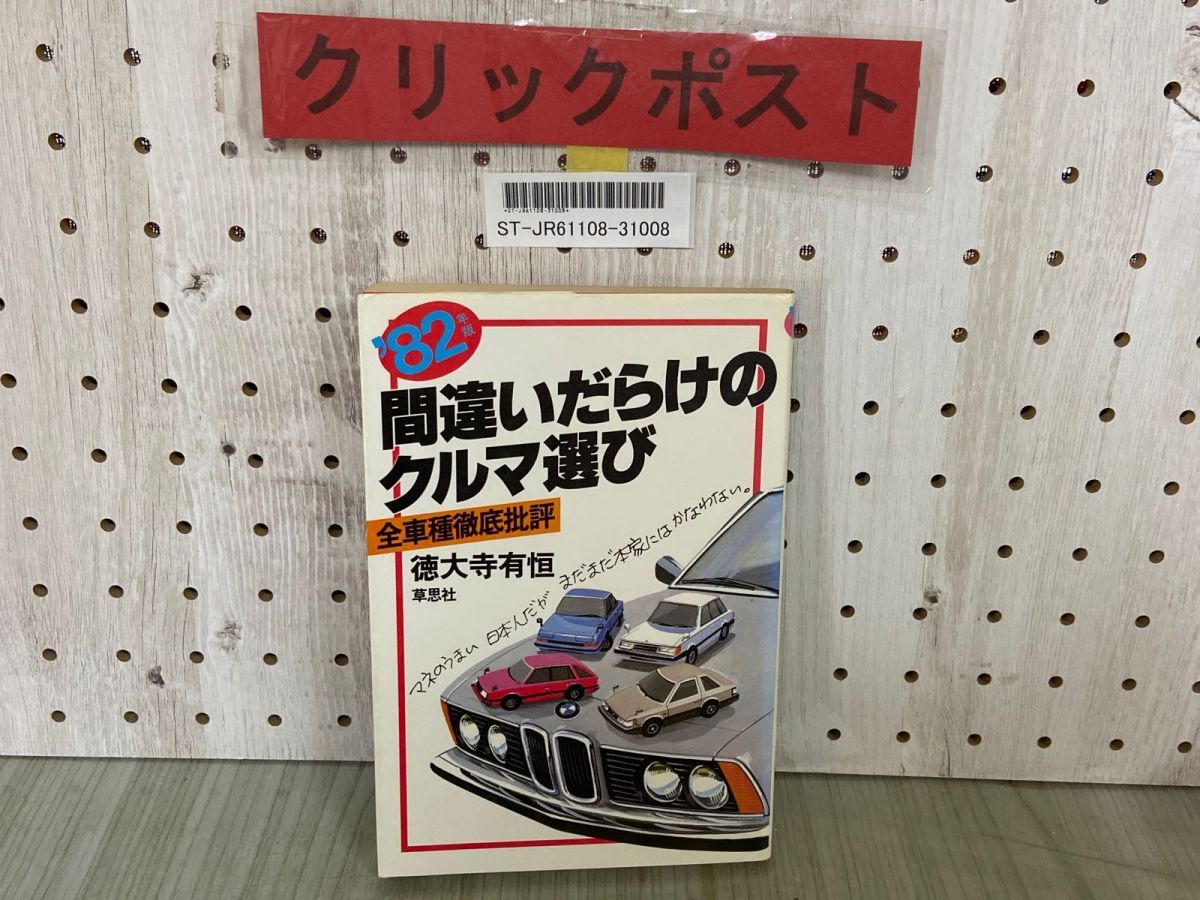 クリックポスト
*ST-JR61108-31008*
ST-JR61108-31008
'82年版
間違いだらけの
クルマ選び
全車種徹底批評
徳大寺有恒
草思社
マネのうまい 日本人だが まだまだ本家には かなわない。